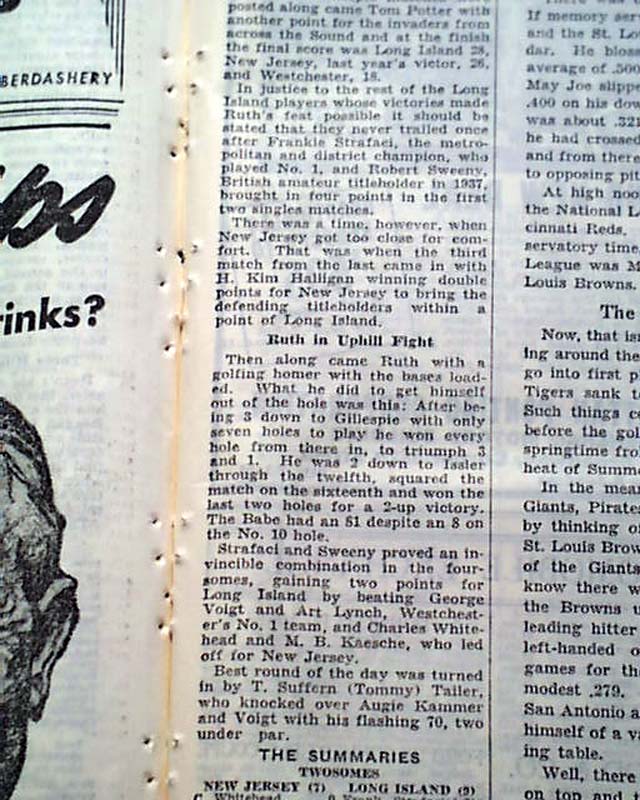 BERDASHERY
ips
rinks?
posted along came Tom Potter with
another point for the invaders from
across the Sound and at the finish
the final score was Long Island 28,
New Jersey, last year's victor, 26,
and Westchester, 18.
In justice to the rest of the Long
Island players whose victories made
Ruth's feat possible it should be
stated that they never trailed once
after Frankie Strafaci, the metro-
politan and district champion, who
played No. 1, and Robert Sweeny,
British amateur titleholder in 1937,
brought in four points in the first
two singles matches.
There was a time, however, when
New Jersey got too close for com-
fort. That was when the third
match from the last came in with
H. Kim Halligan winning double
points for New Jersey to bring the
defending titleholders within a
point of Long Island.
Ruth in Uphill Fight
Then along came Ruth with a
golfing homer with the bases load-
ed. What he did to get himself
out of the hole was this: After be-
ing 3 down to Gillespie with only
seven holes to play he won every
hole from there in, to triumph 3
and 1. He was 2 down to Issler
through the twelfth, squared the
match on the sixteenth and won the
last two holes for a 2-up victory.
The Babe had an 81 despite an 8 on
the No. 10 hole.
Strafaci and Sweeny proved an in-
vincible combination in the four-
somes, gaining two points for
Long Island by beating George
Voigt and Art Lynch, Westchest-
er's No. 1 team, and Charles White-
head and M. B. Kaesche, who led
off for New Jersey.
Best round of the day was turned
in by T. Suffern (Tommy) Tailer,
who knocked over Augie Kammer
and Voigt with his flashing 70, two
under par.
THE SUMMARIES
TWOSOMES
NEW JERSEY (7) LONG ISLAND (9)
C. Whitehead
If memory ser
and the St. Lo
dar. He blos
average of .500
May Joe slippe
.400 on his dow
was about .321
he had crossed
and from there
to opposing pit
At high noo
the National L
cinnati Reds.
servatory time
League was M
Louis Browns.
The
Now, that isn
ing around the
go into first p
Tigers sank to
Such things c
before the gol
springtime fro
heat of Summe
In the mean
Giants, Pirates
by thinking o
St. Louis Brow
of the Giants
know there w
the Browns u
leading hitter
left-handed o
games for the
modest .279.
San Antonio a
himself of a va
ing table.
Well, there
on top and t